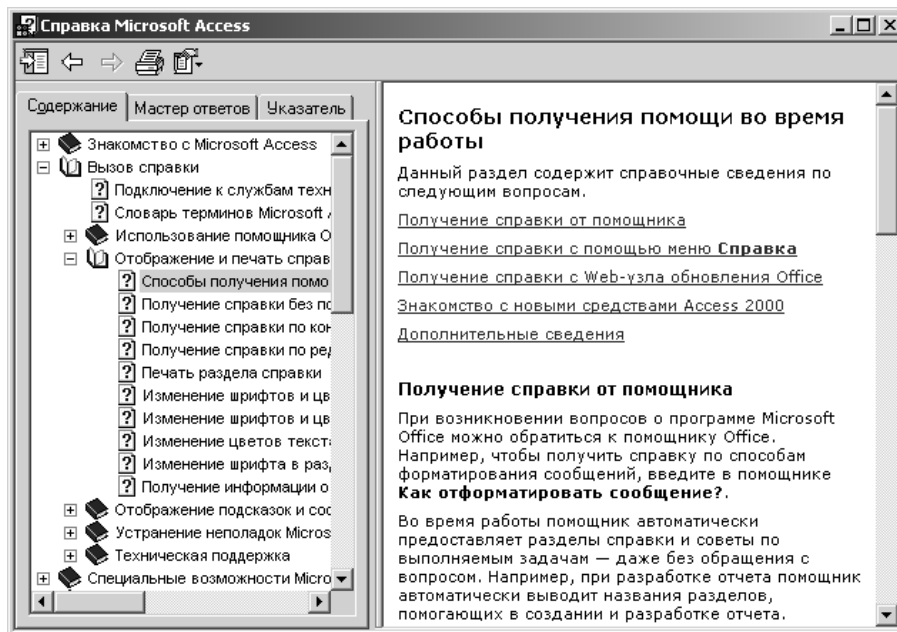 Справка Microsoft Access
Содержание
Мастер ответов
Указатель
Знакомство с Microsoft Access
Вызов справки
Подключение к службам техн
Словарь терминов Microsoft
Использование помощника O
Отображение и печать справ
Способы получения помо
Получение справки без по
Получение справки по кон
Получение справки по ред
Печать раздела справки
Изменение шрифтов и цв
Изменение шрифтов и цв
Изменение цветов текст
Изменение шрифта в раз
Получение информации о
Отображение подсказок и соо
Устранение неполадок Micros
Техническая поддержка
Специальные возможности Micro
Способы получения помощи во время
работы
Данный раздел содержит справочные сведения по
следующим вопросам.
Получение справки от помощника
Получение справки с помощью меню Справка
Получение справки с Web-узла обновления Office
Знакомство с новыми средствами Access 2000
Дополнительные сведения
Получение справки от помощника
При возникновении вопросов о программе Microsoft
Office можно обратиться к помощнику Office.
Например, чтобы получить справку по способам
форматирования сообщений, введите в помощнике
Как отформатировать сообщение?.
Во время работы помощник автоматически
предоставляет разделы справки и советы по
выполняемым задачам — даже без обращения с
вопросом. Например, при разработке отчета помощник
автоматически выводит названия разделов,
помогающих в создании и разработке отчета.